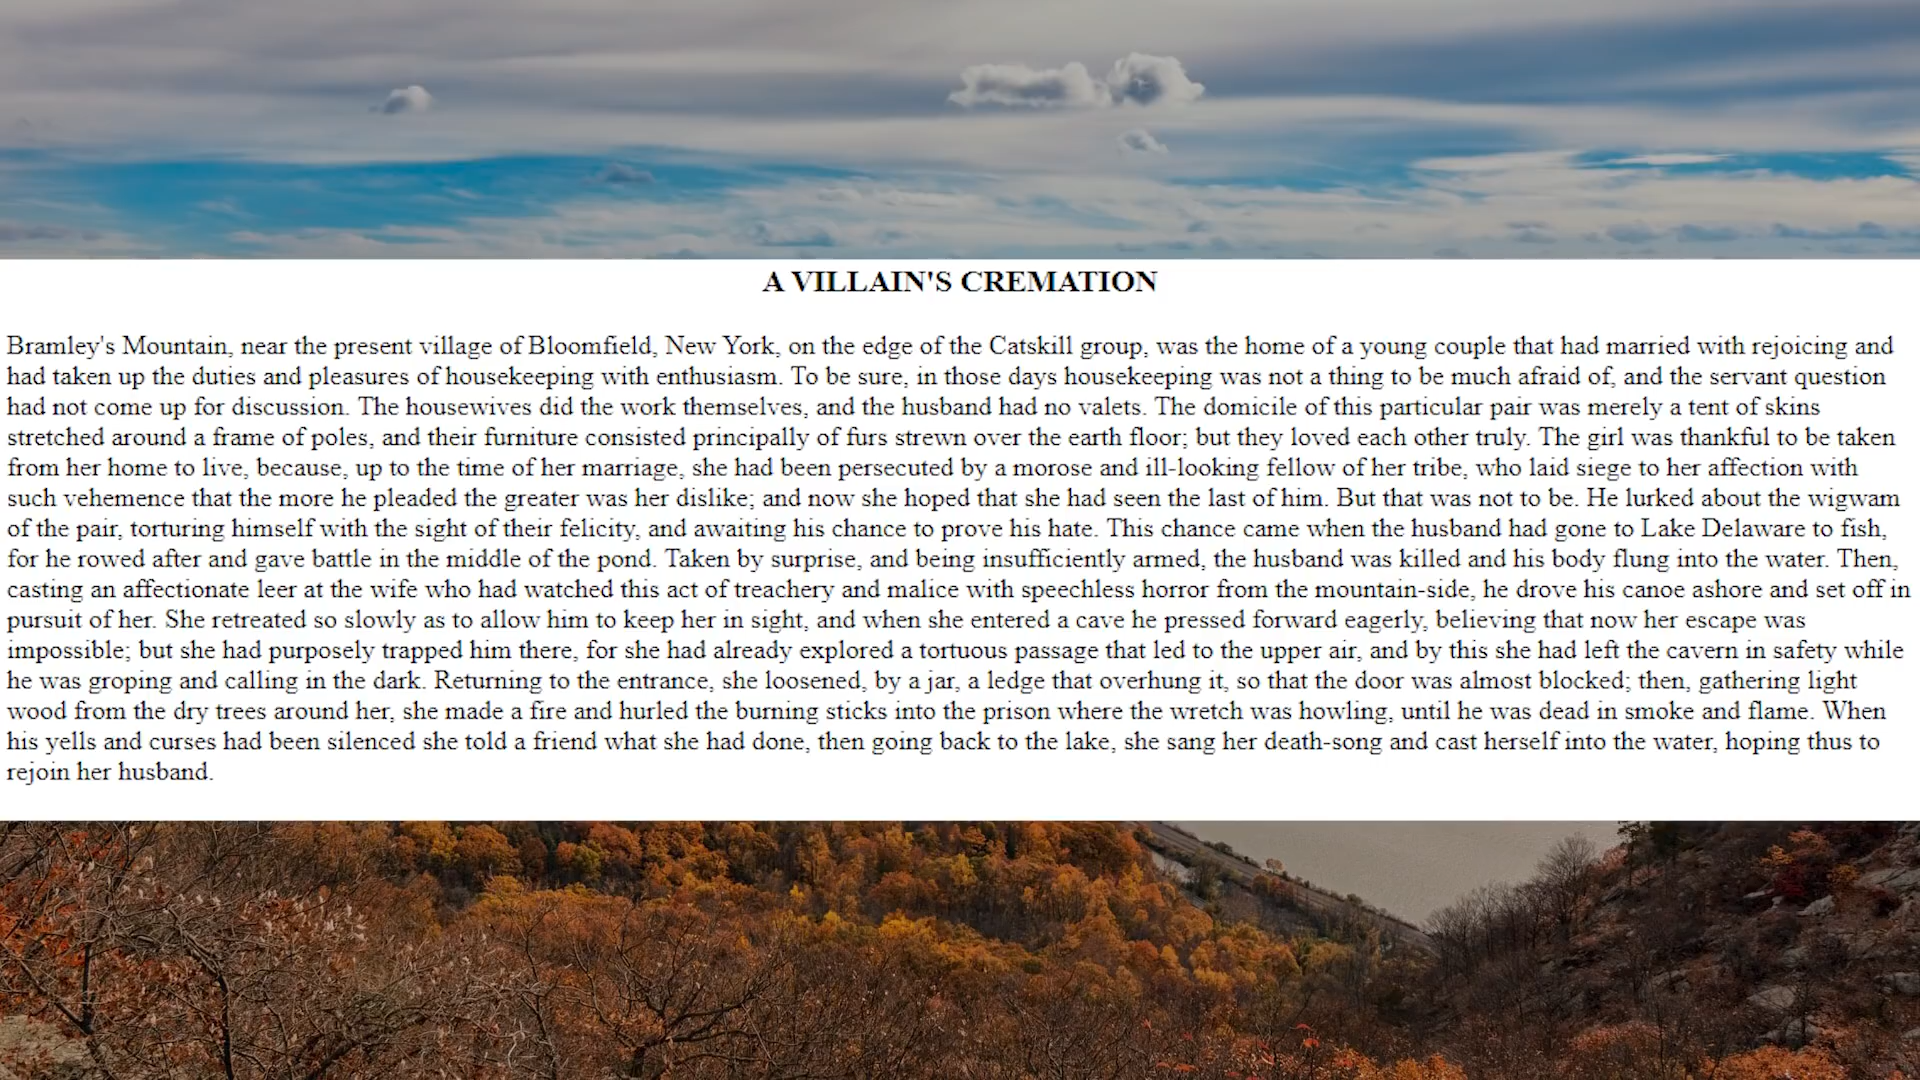 A VILLAIN'S CREMATION
Bramley's Mountain, near the present village of Bloomfield, New York, on the edge of the Catskill group, was the home of a young couple that had married with rejoicing and
had taken up the duties and pleasures of housekeeping with enthusiasm. To be sure, in those days housekeeping was not a thing to be much afraid of, and the servant question
had not come up for discussion. The housewives did the work themselves, and the husband had no valets. The domicile of this particular pair was merely a tent of skins
stretched around a frame of poles, and their furniture consisted principally of furs strewn over the earth floor; but they loved each other truly. The girl was thankful to be taken
from her home to live, because, up to the time of her marriage, she had been persecuted by a morose and ill-looking fellow of her tribe, who laid siege to her affection with
such vehemence that the more he pleaded the greater was her dislike; and now she hoped that she had seen the last of him. But that was not to be. He lurked about the wigwam
of the pair, torturing himself with the sight of their felicity, and awaiting his chance to prove his hate. This chance came when the husband had gone to Lake Delaware to fish,
for he rowed after and gave battle in the middle of the pond. Taken by surprise, and being insufficiently armed, the husband was killed and his body flung into the water. Then,
casting an affectionate leer at the wife who had watched this act of treachery and malice with speechless horror from the mountain-side, he drove his canoe ashore and set off in
pursuit of her. She retreated so slowly as to allow him to keep her in sight, and when she entered a cave he pressed forward eagerly, believing that now her escape was
impossible; but she had purposely trapped him there, for she had already explored a tortuous passage that led to the upper air, and by this she had left the cavern in safety while
he was groping and calling in the dark. Returning to the entrance, she loosened, by a jar, a ledge that overhung it, so that the door was almost blocked; then, gathering light
wood from the dry trees around her, she made a fire and hurled the burning sticks into the prison where the wretch was howling, until he was dead in smoke and flame. When
his yells and curses had been silenced she told a friend what she had done, then going back to the lake, she sang her death-song and cast herself into the water, hoping thus to
rejoin her husband.